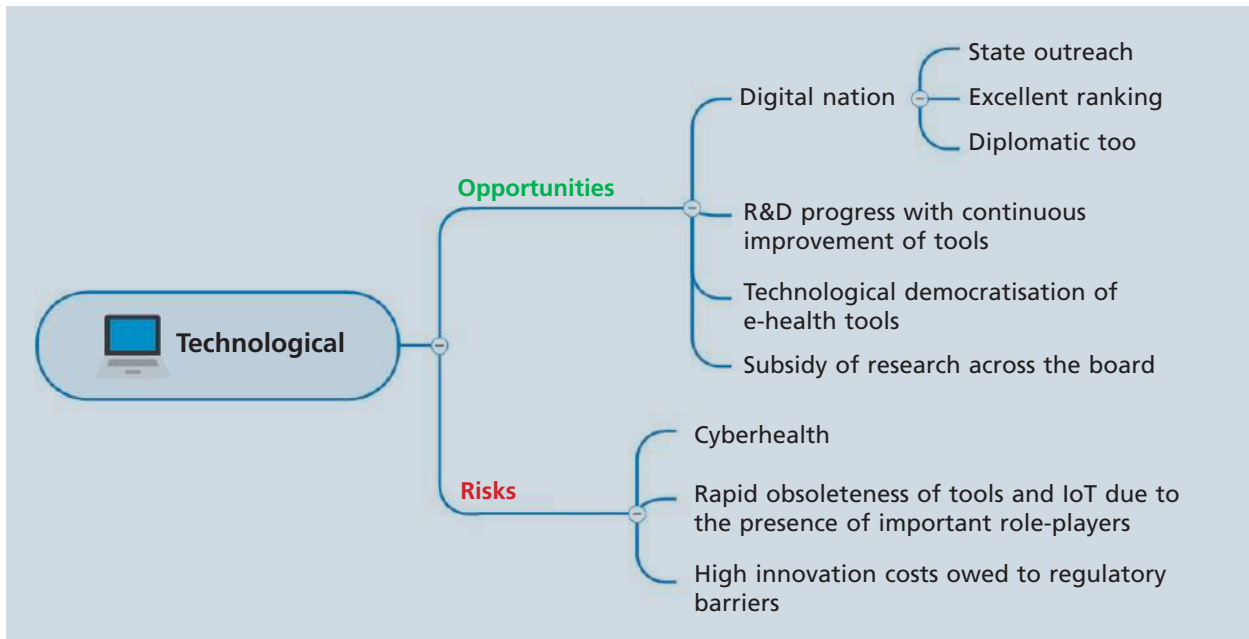 Technological
Opportunities
Digital nation
State outreach
Excellent ranking
Diplomatic too
R&D progress with continuous
improvement of tools
Technological democratisation of
e-health tools
Subsidy of research across the board
Risks
Cyberhealth
Rapid obsoleteness of tools and IoT due to
the presence of important role-players
High innovation costs owed to regulatory
barriers